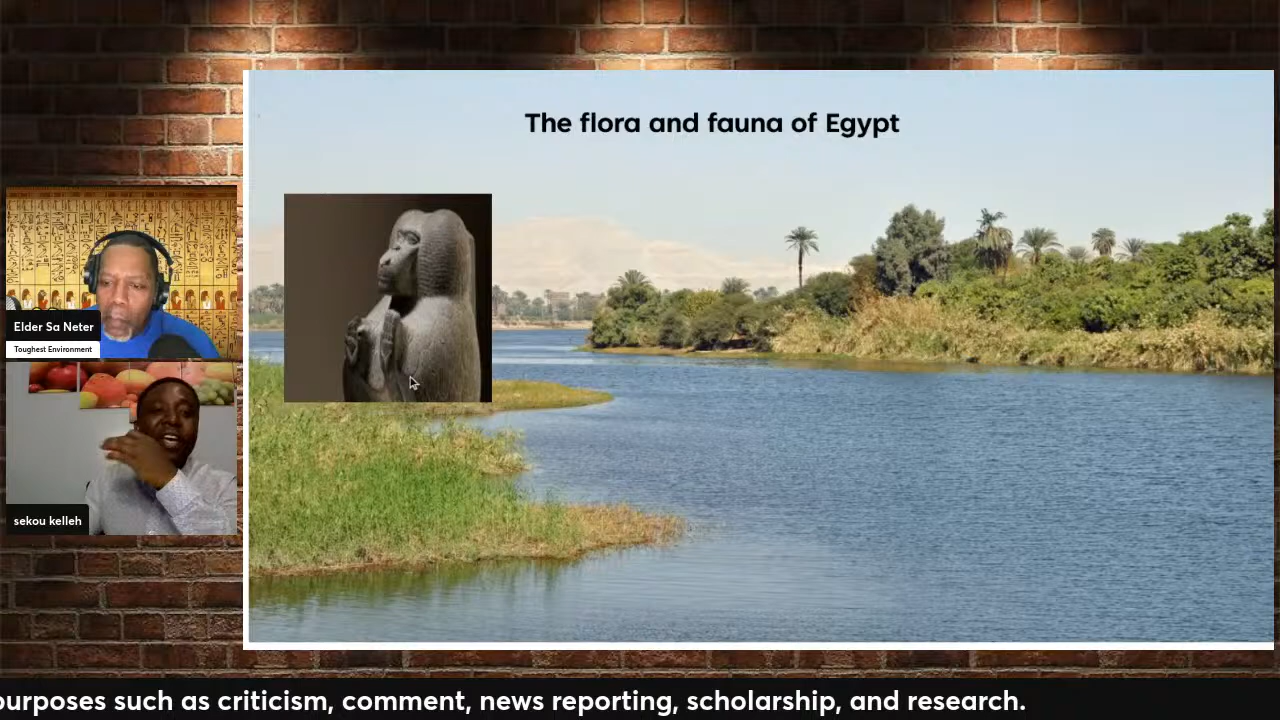 The flora and fauna of Egypt
Elder Sa Neter
Toughest Environment
sekou kelleh
purposes such as criticism, comment, news reporting, scholarship, and research.